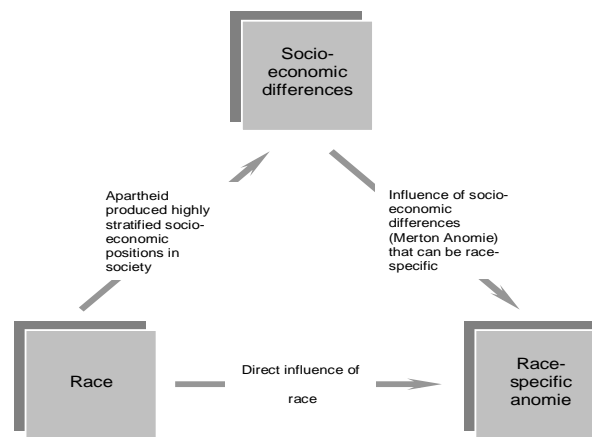 Socio-
economic
differences
Apartheid
produced highly
stratified socio-
economic
positions in
society
Influence of socio-
economic
differences
(Merton Anomie)
that can be race-
specific
Race
Direct influence of
race
Race-
specific
anomie